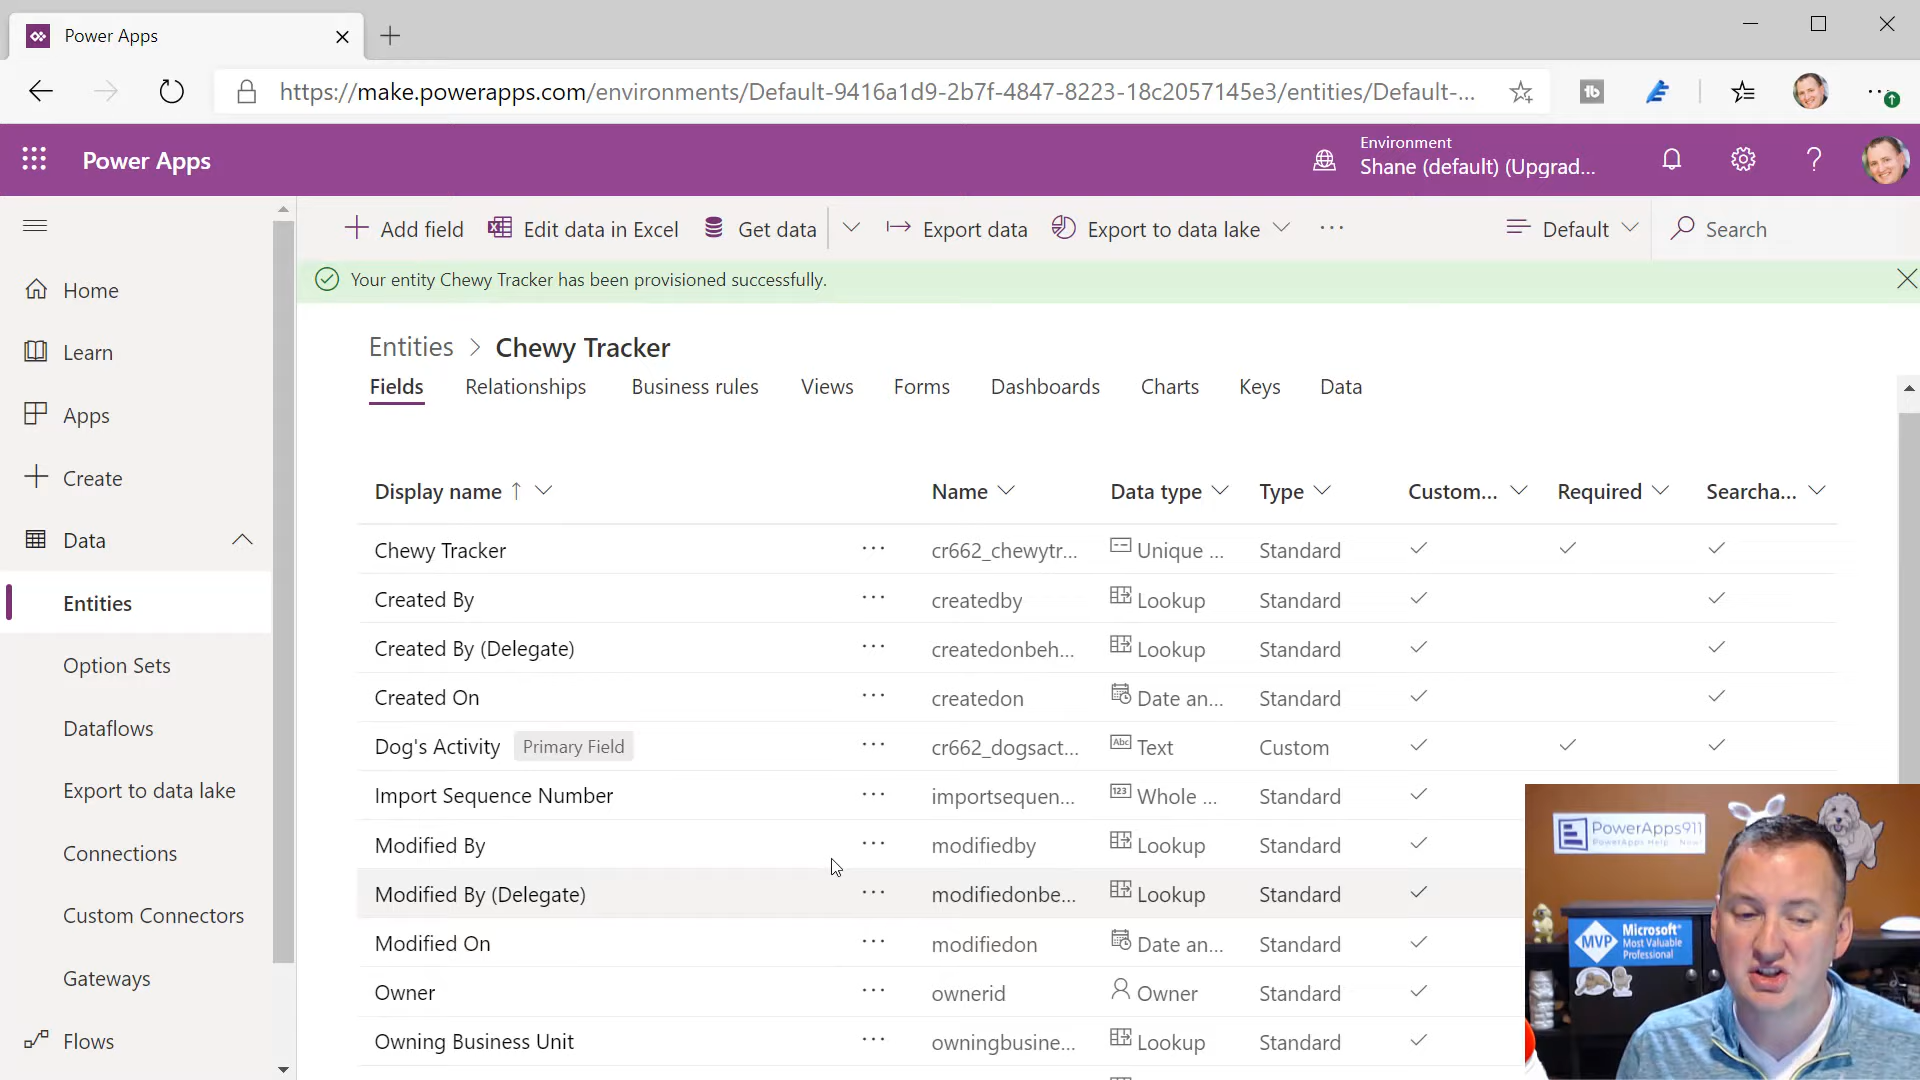 Power Apps
https://make.powerapps.com/environments/Default-9416a1d9-2b7f-4847-8223-18c2057145e3/entities/Default-...
Power Apps
Environment
Shane (default) (Upgrad...
Add field
Edit data in Excel
Get data
Export data
Export to data lake
Default
Search
Your entity Chewy Tracker has been provisioned successfully.
Home
Learn
Apps
Create
Data
Entities
Option Sets
Dataflows
Export to data lake
Connections
Custom Connectors
Gateways
Flows
Entities > Chewy Tracker
Fields Relationships Business rules Views Forms Dashboards Charts Keys Data
Display name Name Data type Type Custom... Required Searcha...
Chewy Tracker ... cr662_chewytr... Unique ... Standard
Created By ... createdby Lookup Standard
Created By (Delegate) ... createdonbeh... Lookup Standard
Created On ... createdon Date an... Standard
Dog's Activity Primary Field ... cr662_dogsact... Abc Text Custom
Import Sequence Number ... importsequen... 123 Whole ... Standard
Modified By ... modifiedby Lookup Standard
Modified By (Delegate) ... modifiedonbe... Lookup Standard
Modified On ... modifiedon Date an... Standard
Owner ... ownerid Owner Standard
Owning Business Unit ... owningbusine... Lookup Standard
PowerApps911
PowerApps Help - Now!
MVP
Microsoft®
Most Valuable
Professional